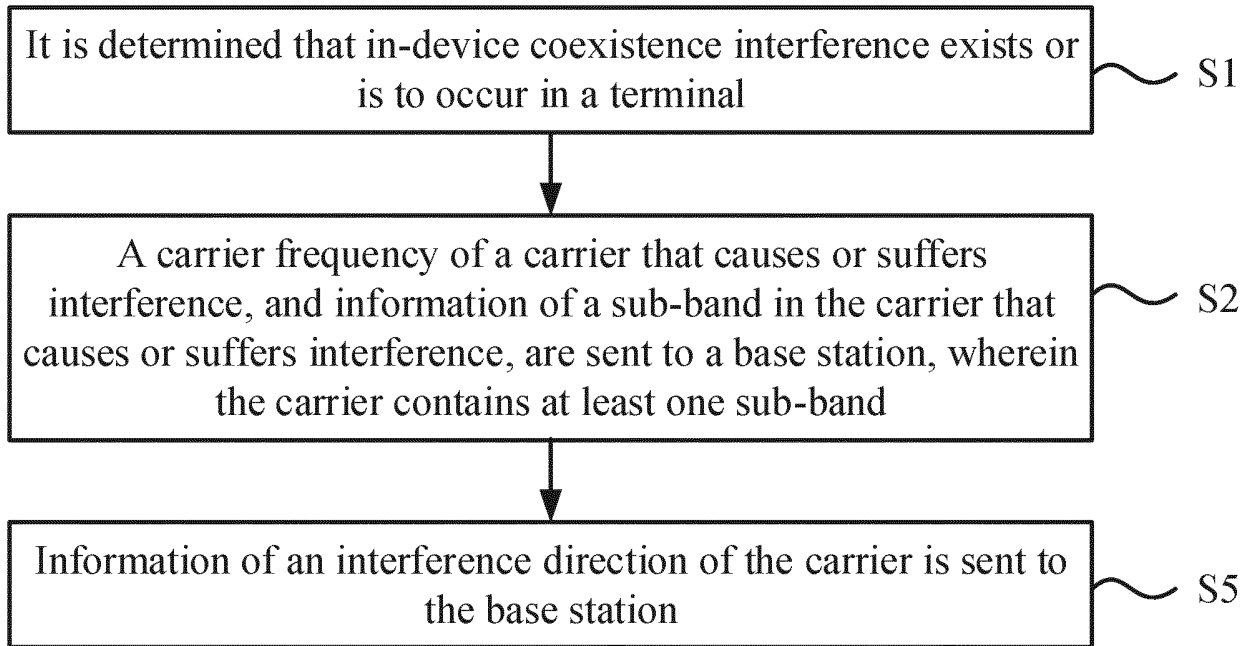 It is determined that in-device coexistence interference exists or
is to occur in a terminal
S1
A carrier frequency of a carrier that causes or suffers
interference, and information of a sub-band in the carrier that
causes or suffers interference, are sent to a base station, wherein
the carrier contains at least one sub-band
S2
Information of an interference direction of the carrier is sent to
the base station
S5